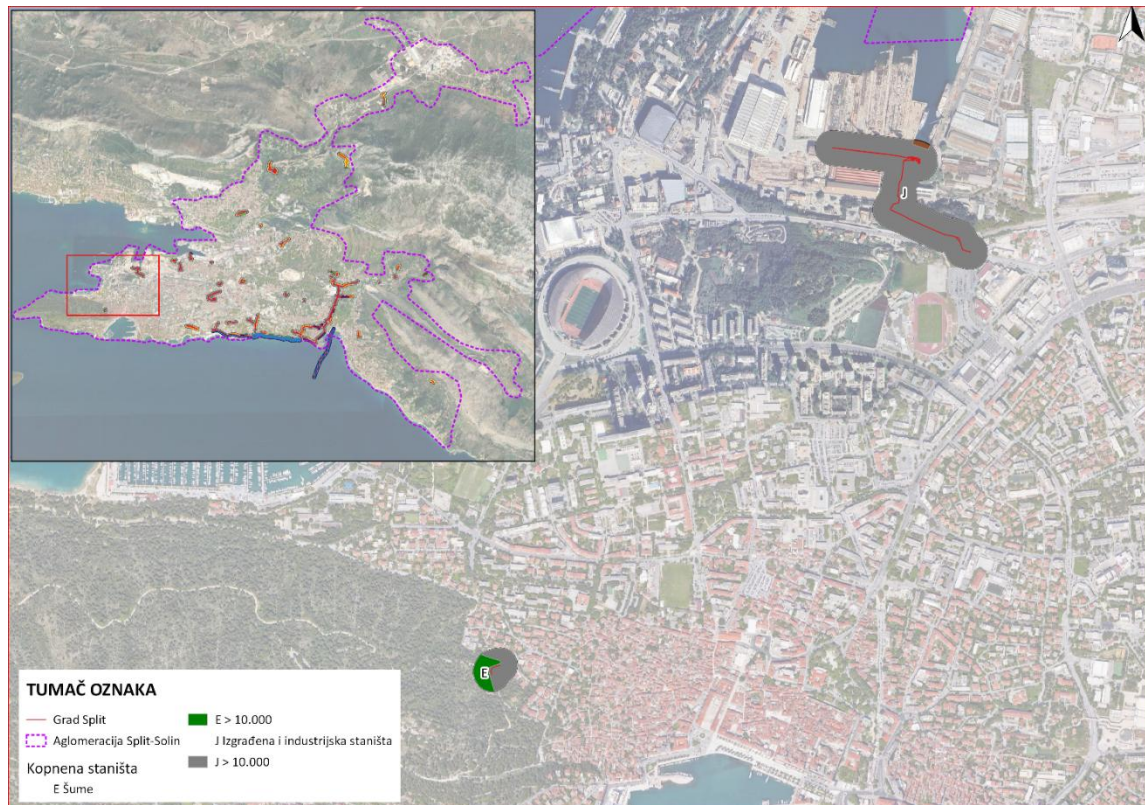 J
E
TUMAČ OZNAKA
Grad Split
Aglomeracija Split-Solin
Kopnena staništa
E Šume
E > 10.000
J Izgrađena i industrijska staništa
J > 10.000